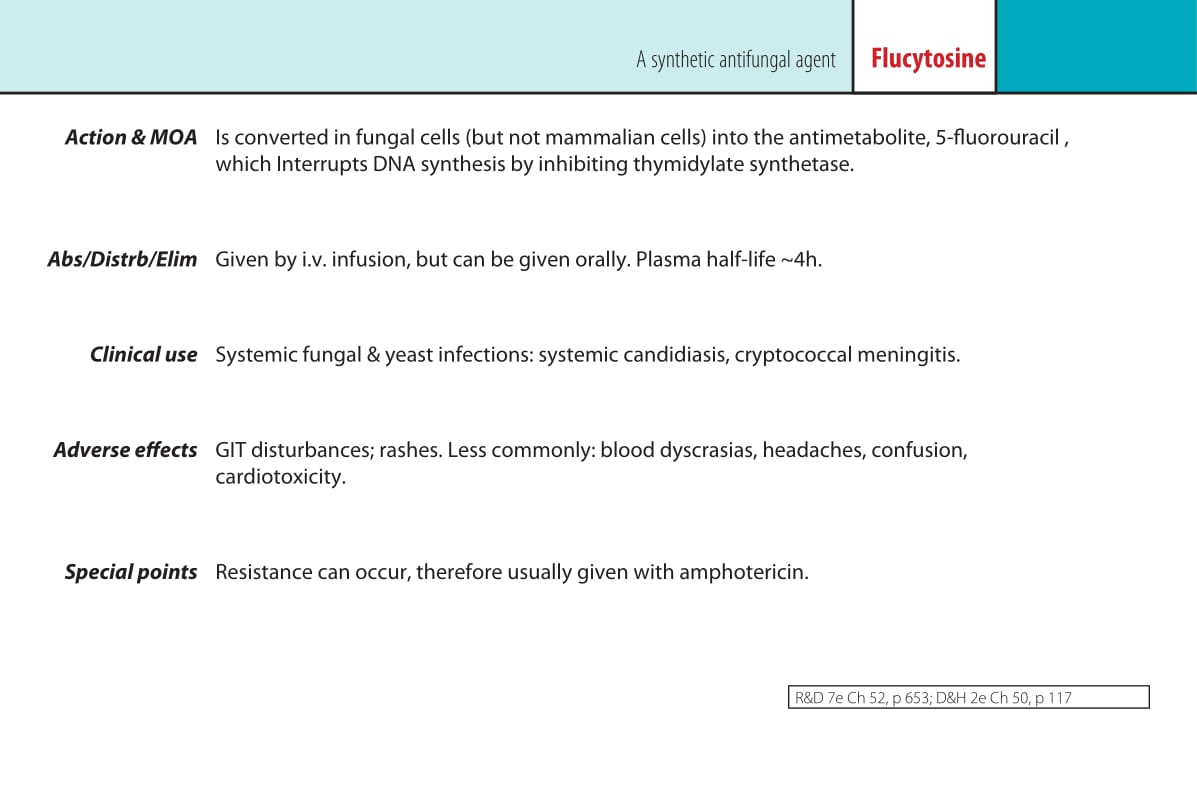 A synthetic antifungal agent Flucytosine
Action & MOA Is converted in fungal cells (but not mammalian cells) into the antimetabolite, 5-fluorouracil ,
which Interrupts DNA synthesis by inhibiting thymidylate synthetase.
Abs/Distrb/Elim Given by i.v. infusion, but can be given orally. Plasma half-life ~4h.
Clinical use Systemic fungal & yeast infections: systemic candidiasis, cryptococcal meningitis.
Adverse effects GIT disturbances; rashes. Less commonly: blood dyscrasias, headaches, confusion,
cardiotoxicity.
Special points Resistance can occur, therefore usually given with amphotericin.
R&D 7e Ch 52, p 653; D&H 2e Ch 50, p 117